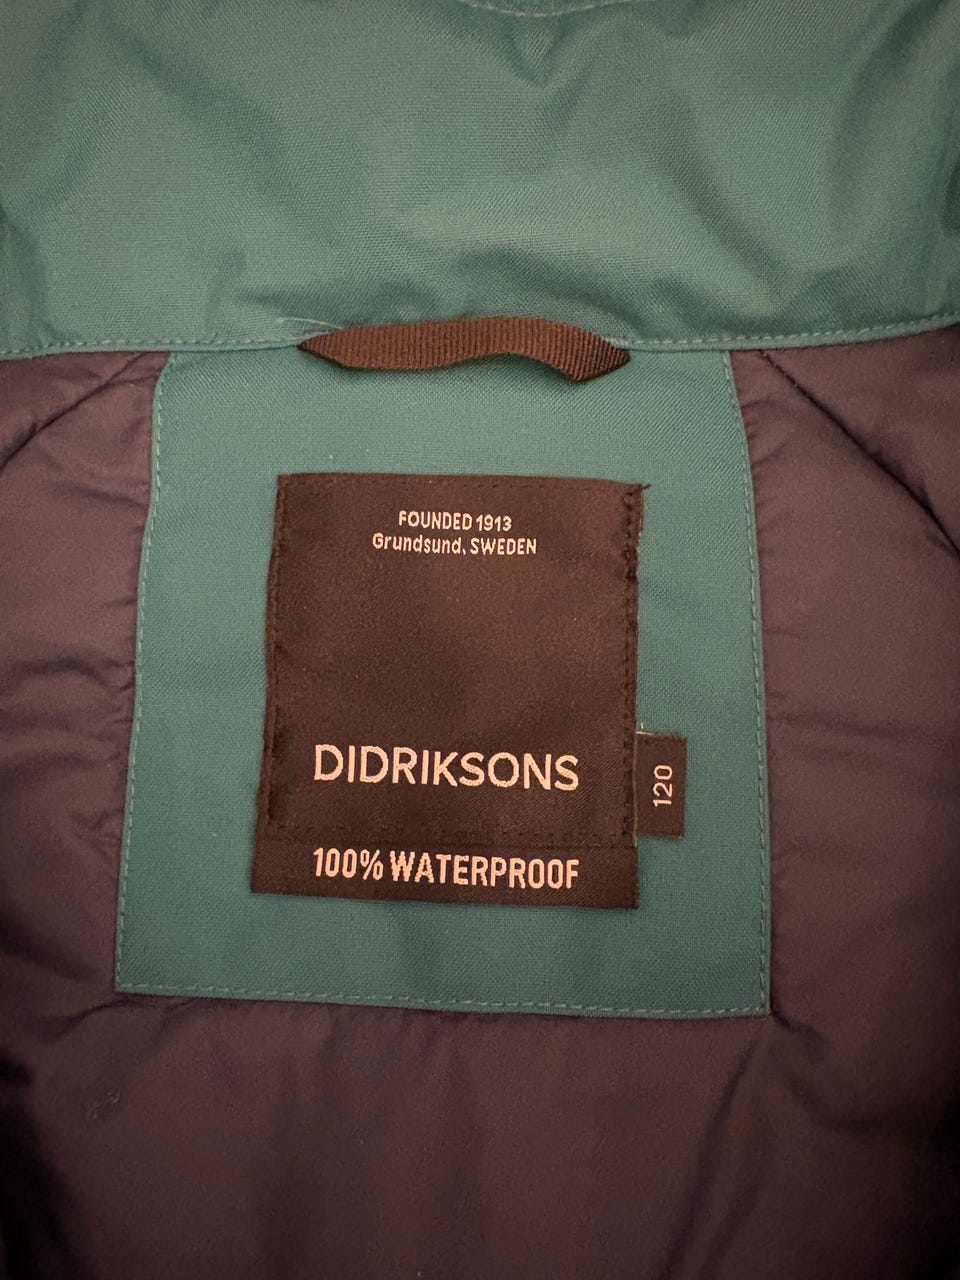 FOUNDED 1913
Grundsund, SWEDEN
DIDRIKSONS
120
100% WATERPROOF